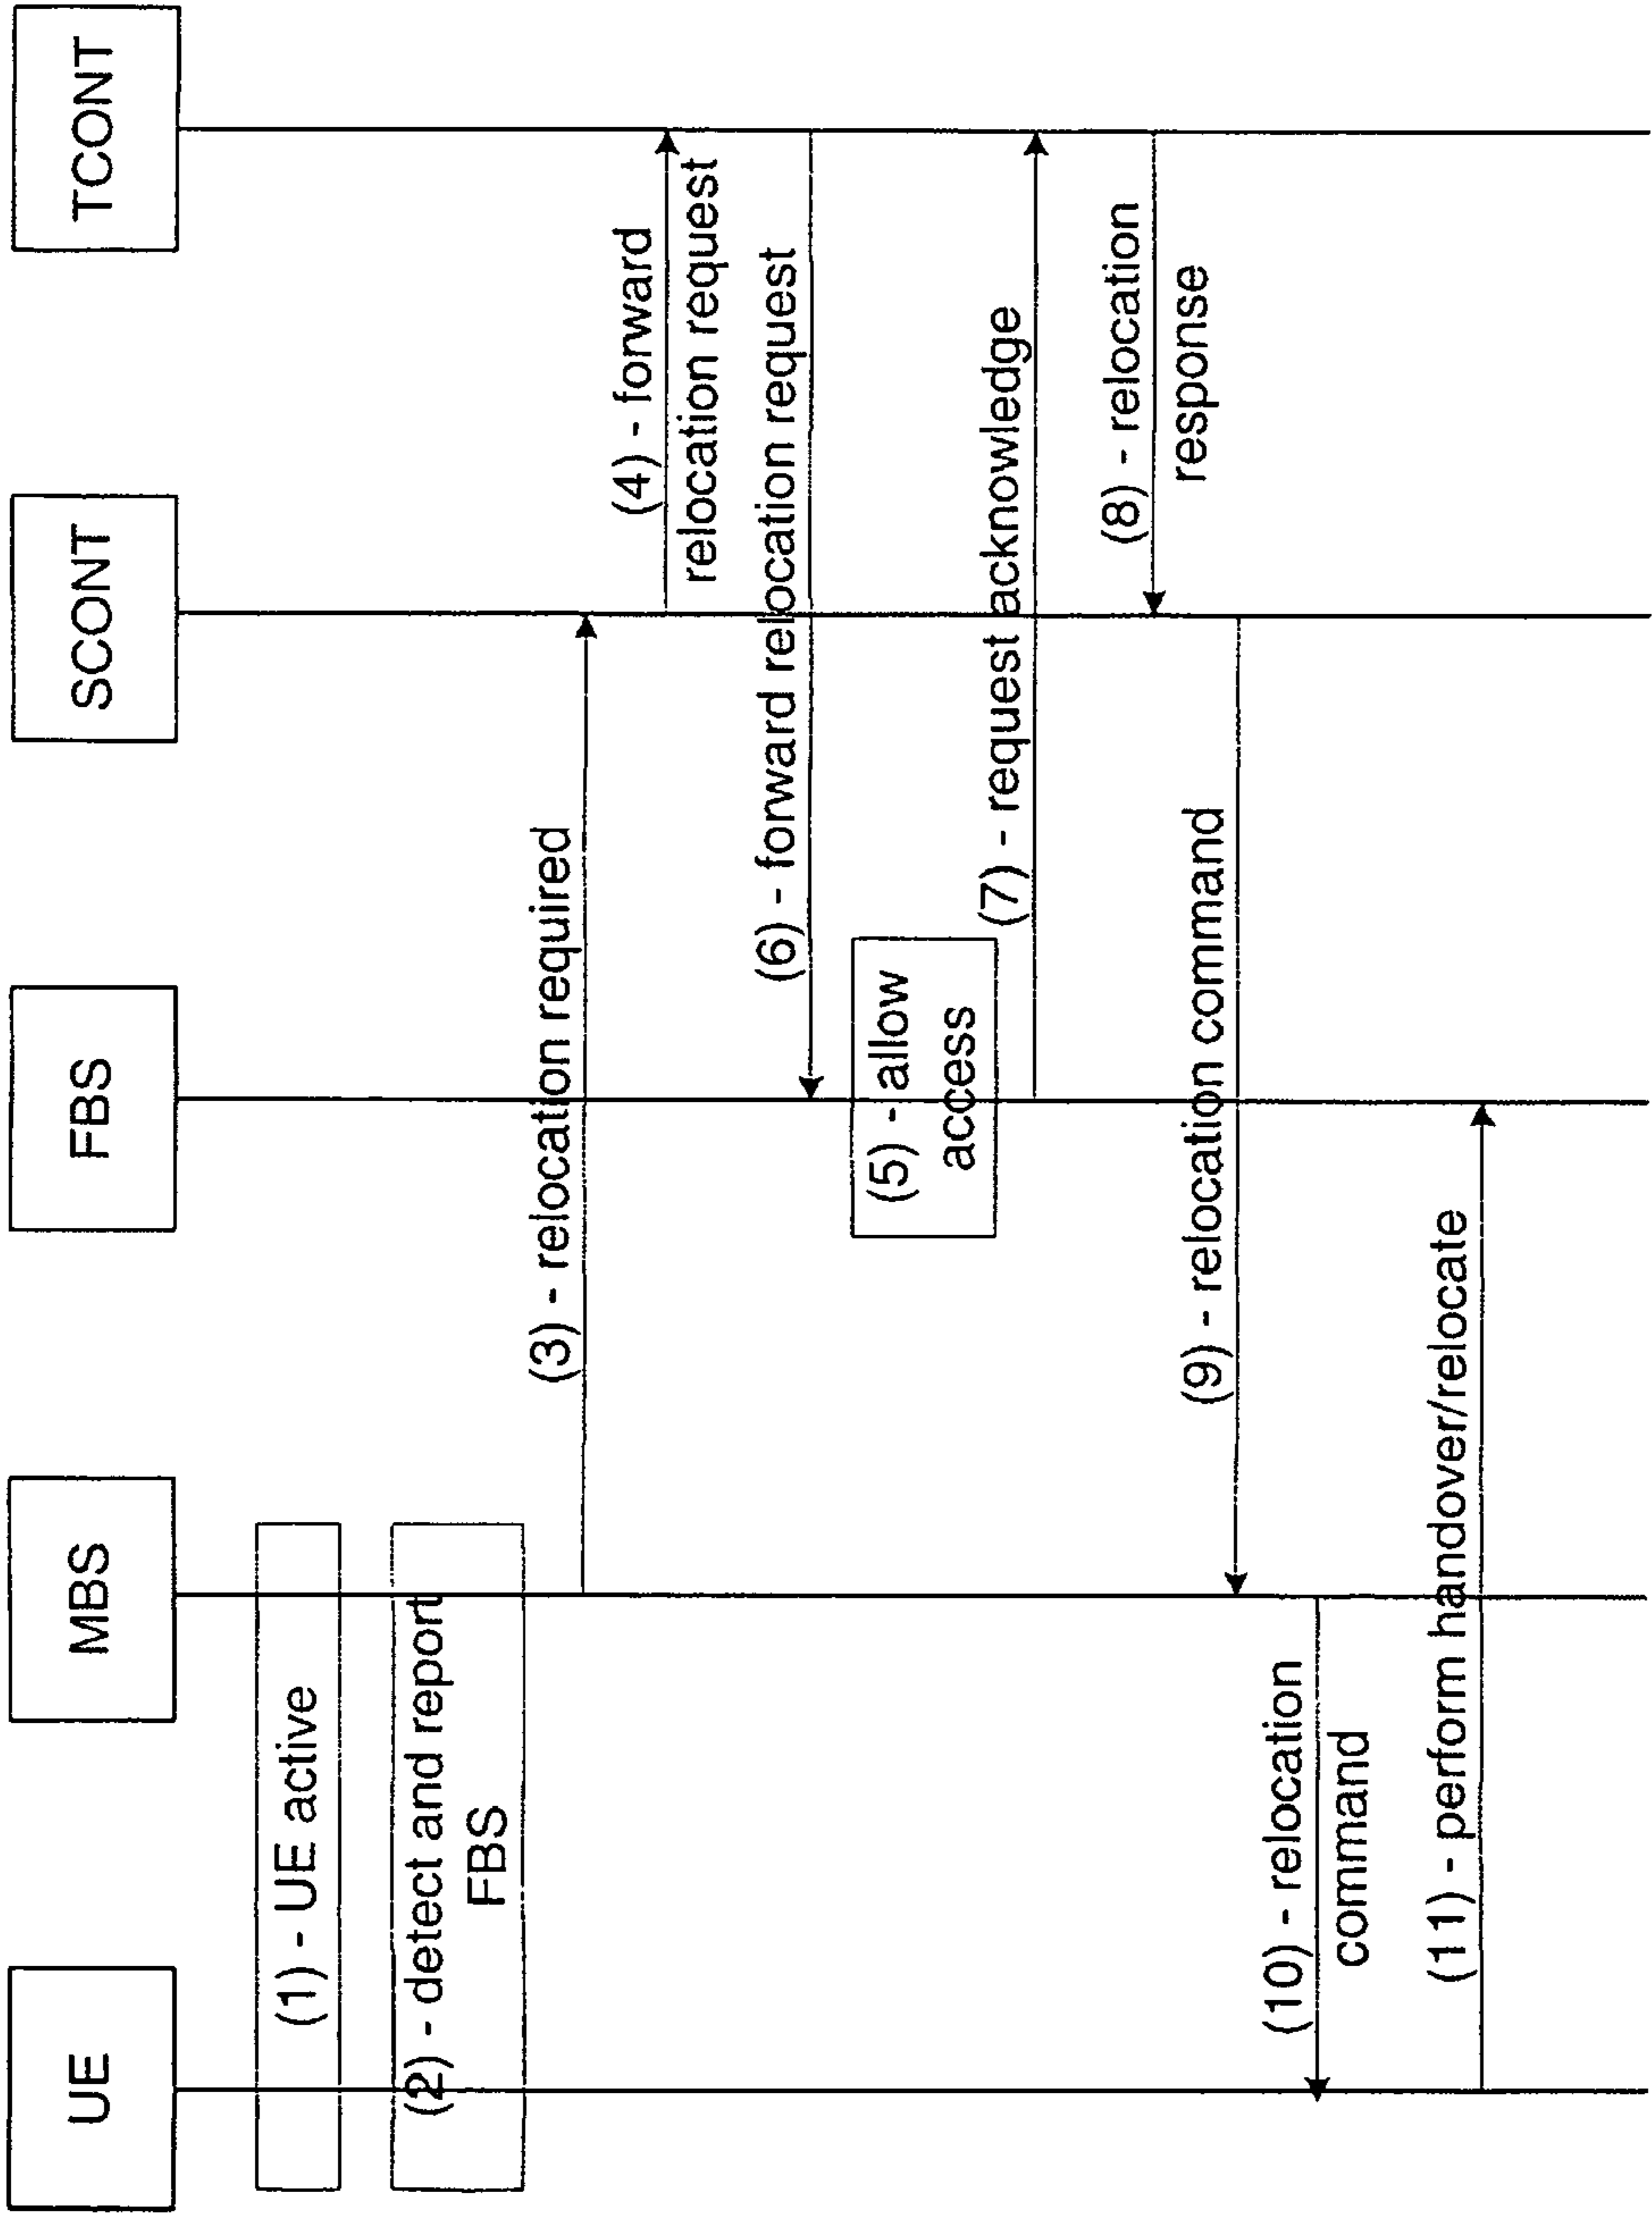 UE
MBS
FBS
SCONT
TCONT
(1) - UE active
(2) - detect and report
FBS
(3) - relocation required
(4) - forward
relocation request
(6) - forward relocation request
(5) - allow
access
(7) - request acknowledge
(8) - relocation
response
(9) - relocation command
(10) - relocation
command
(11) - perform handover/relocate